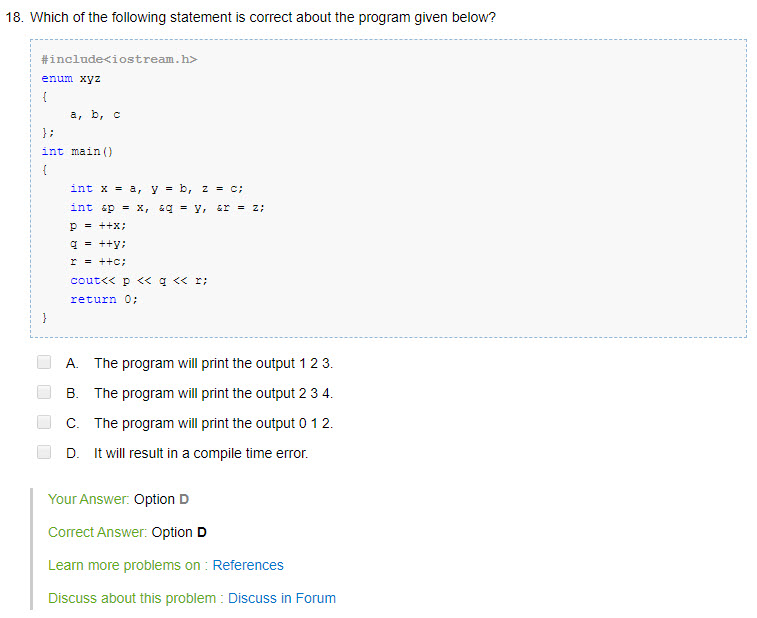 18. Which of the following statement is correct about the program given below?
#include<iostream.h>
enum xyz
{
a, b, c
};
int main()
{
int x = a, y = b, z = c;
int &p = x, &q = y, &r = z;
p = ++x;
q = ++y;
r = ++c;
cout<< p << q << r;
return 0;
}
A. The program will print the output 1 2 3.
B. The program will print the output 2 3 4.
C. The program will print the output 0 1 2.
D. It will result in a compile time error.
Your Answer: Option D
Correct Answer: Option D
Learn more problems on : References
Discuss about this problem : Discuss in Forum